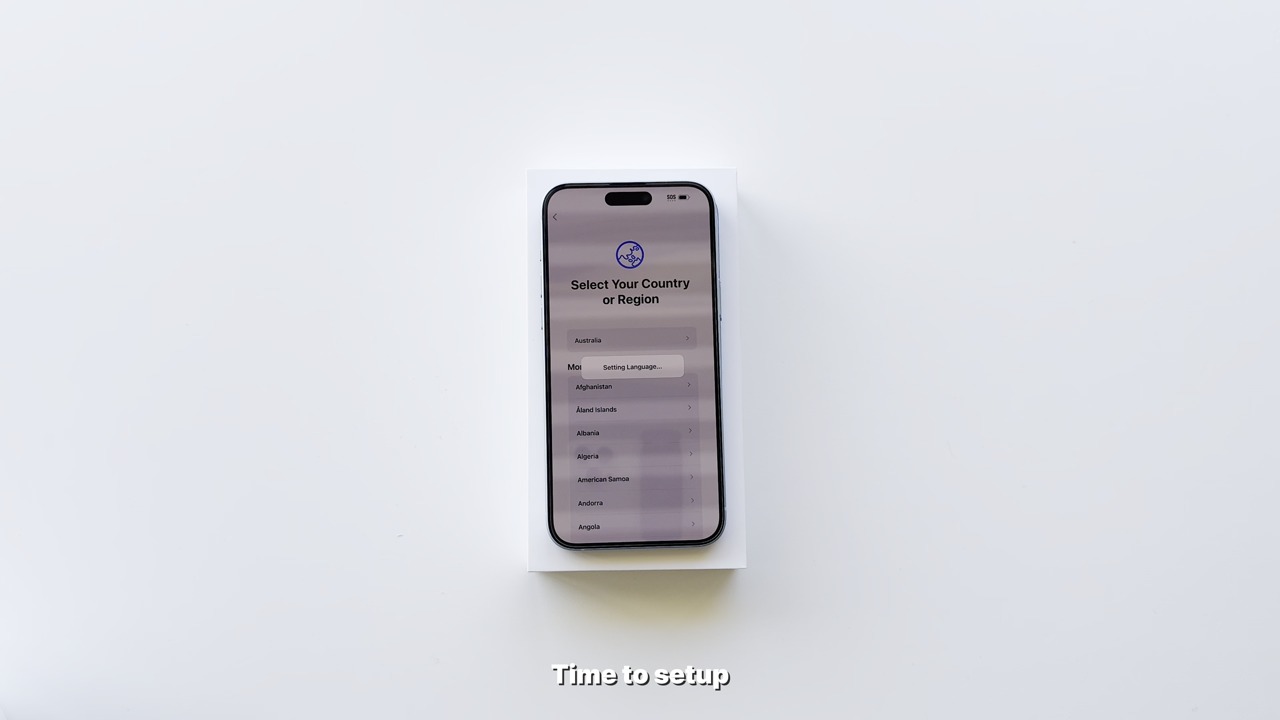 SOS
Select Your Country
or Region
Australia
Setting Language...
Afghanistan
Åland Islands
Albania
Algeria
American Samoa
Andorra
Angola
Time to setup